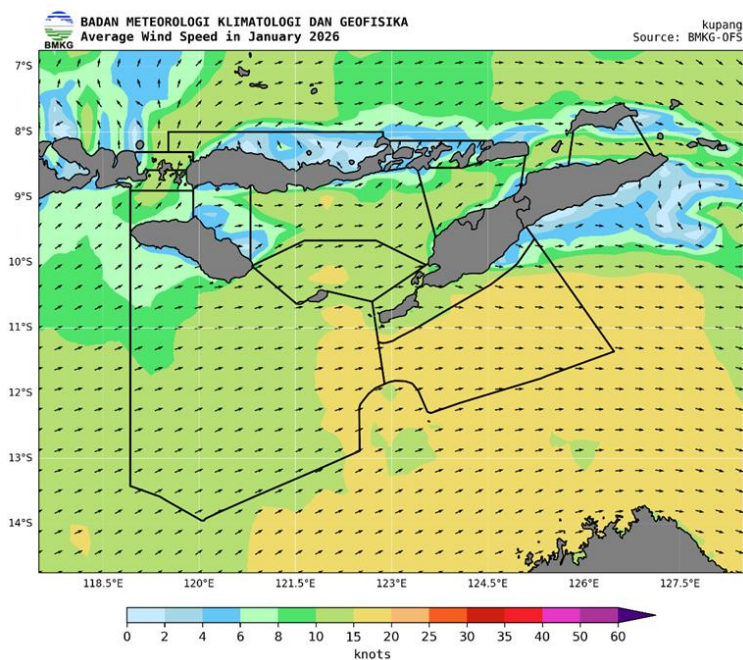 BADAN METEOROLOGI KLIMATOLOGI DAN GEOFISIKA
Average Wind Speed in January 2026
BMKG
kupang
Source: BMKG-OFS
7°S
8°S
9°S
10°S
11°S
12°S
13°S
14°S
118.5°E 120°E 121.5°E 123°E 124.5°E 126°E 127.5°E
0 2 4 6 8 10 15 20 25 30 35 40 50 60
knots